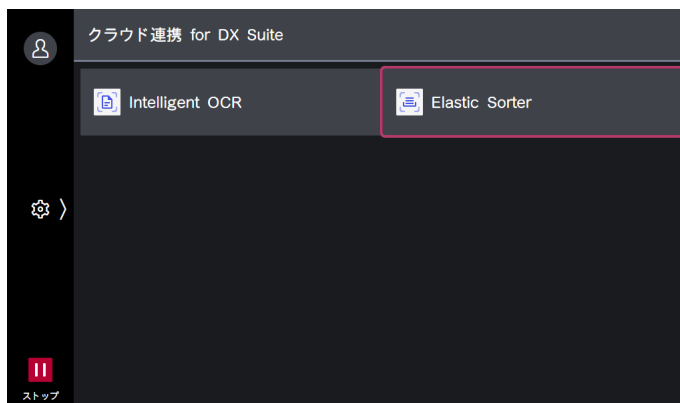 クラウド連携 for DX Suite
Intelligent OCR
Elastic Sorter
ストップ